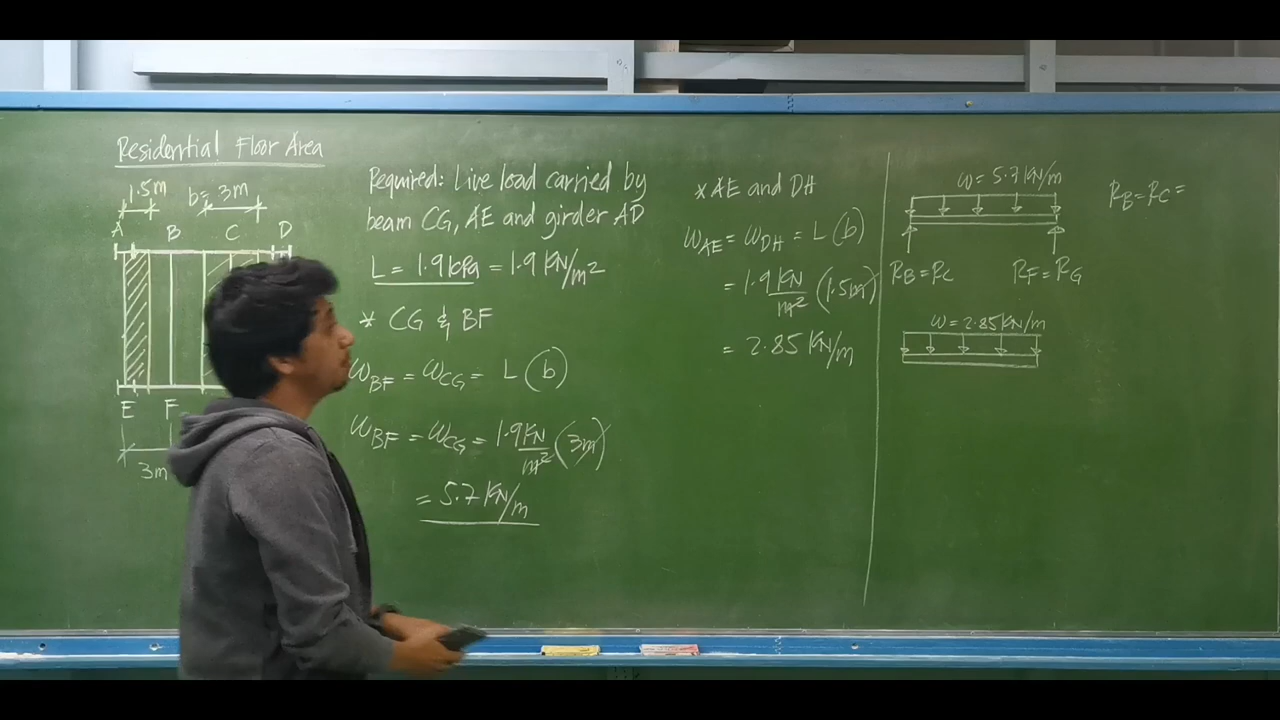 Residential Floor Area
1.5m b= 3m
A B C D
E F
3m
Required: Live load carried by
beam CG, AE and girder AD
L = 1.9 kPa = 1.9 KN/m²
* CG & BF
W_BF = W_CG = L (b)
W_BF = W_CG = 1.9 KN/m² (3m)
= 5.7 KN/m
* AE and DH
W_AE = W_DH = L (b)
= 1.9 KN/m² (1.5m)
= 2.85 KN/m
W = 5.7 KN/m
R_B = R_C R_F = R_G
W = 2.85 KN/m
R_B = R_C =